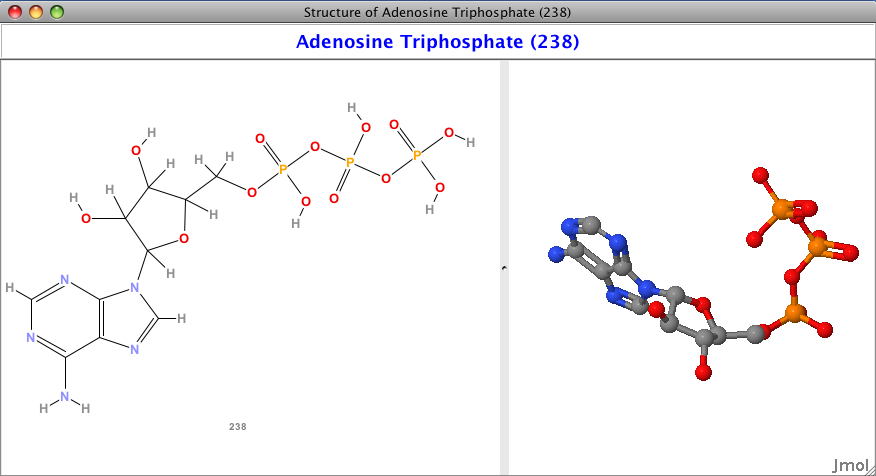 Structure of Adenosine Triphosphate (238)
Adenosine Triphosphate (238)
H
O
H
O
O
H
O
H
H
H
O
O
P
P
P
O
H
H
H
O
O
O
O
O
H
H
O
H
H
O
H
H
N
N
H
H
N
N
N
H
H
238
Jmol